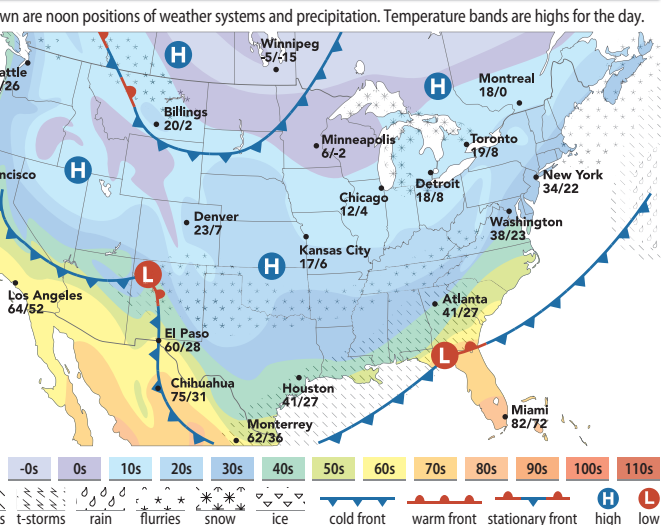 wn are noon positions of weather systems and precipitation. Temperature bands are highs for the day.
Winnipeg
-5/-15
H
H
attle
/26
Montreal
18/0
Billings
20/2
Minneapolis
6/-2
Toronto
19/8
H
ncisco
Chicago
12/4
Detroit
18/8
New York
34/22
Denver
23/7
Washington
38/23
Kansas City
17/6
H
L
Los Angeles
64/52
Atlanta
41/27
El Paso
60/28
L
Chihuahua
75/31
Houston
41/27
Miami
82/72
Monterrey
62/36
-0s 0s 10s 20s 30s 40s 50s 60s 70s 80s 90s 100s 110s
s t-storms rain flurries snow ice cold front warm front stationary front H high L low